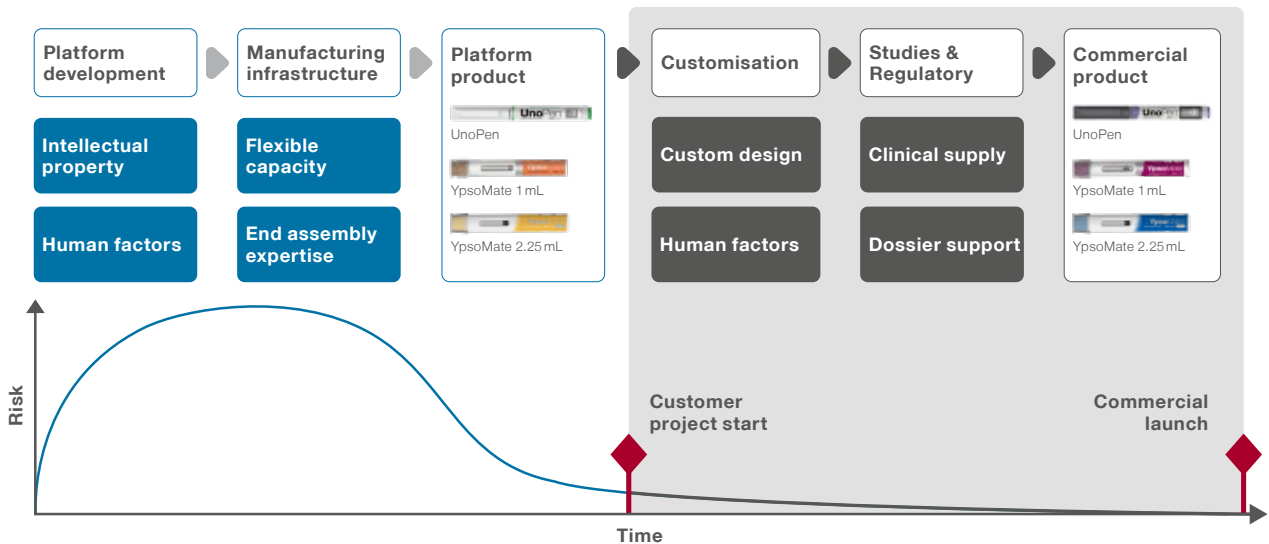 Platform
development
Manufacturing
infrastructure
Platform
product
Customisation
Studies &
Regulatory
Commercial
product
Intellectual
property
Flexible
capacity
UnoPen
UnoPen
YpsoMate 1 mL
YpsoMate 2.25 mL
Custom design
Clinical supply
UnoPen
UnoPen
YpsoMate 1 mL
YpsoMate 2.25 mL
Human factors
End assembly
expertise
Human factors
Dossier support
Risk
Customer
project start
Commercial
launch
Time